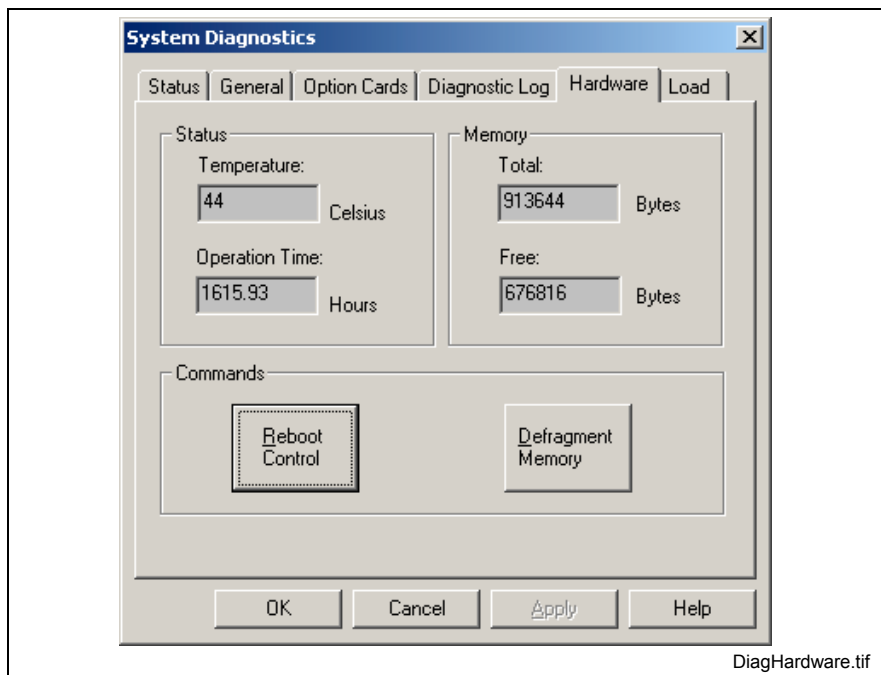 System Diagnostics
Status General Option Cards Diagnostic Log Hardware Load
Status
Temperature:
44 Celsius
Operation Time:
1615.93 Hours
Memory
Total:
913644 Bytes
Free:
676816 Bytes
Commands
Reboot
Control
Defragment
Memory
OK Cancel Apply Help
DiagHardware.tif